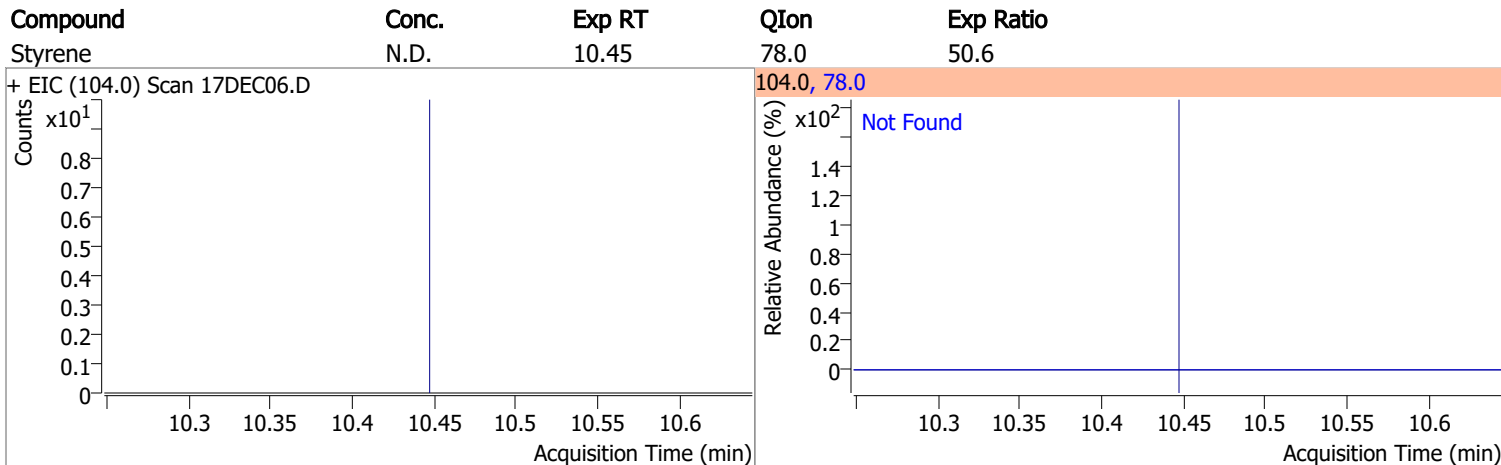 Compound Conc. Exp RT QIon Exp Ratio
Styrene N.D. 10.45 78.0 50.6
+ EIC (104.0) Scan 17DEC06.D
Counts
x10¹
0.8
0.7
0.6
0.5
0.4
0.3
0.2
0.1
0
10.3 10.35 10.4 10.45 10.5 10.55 10.6
Acquisition Time (min)
104.0, 78.0
Relative Abundance (%)
x10²
Not Found
1.4
1.2
1
0.8
0.6
0.4
0.2
0
10.3 10.35 10.4 10.45 10.5 10.55 10.6
Acquisition Time (min)